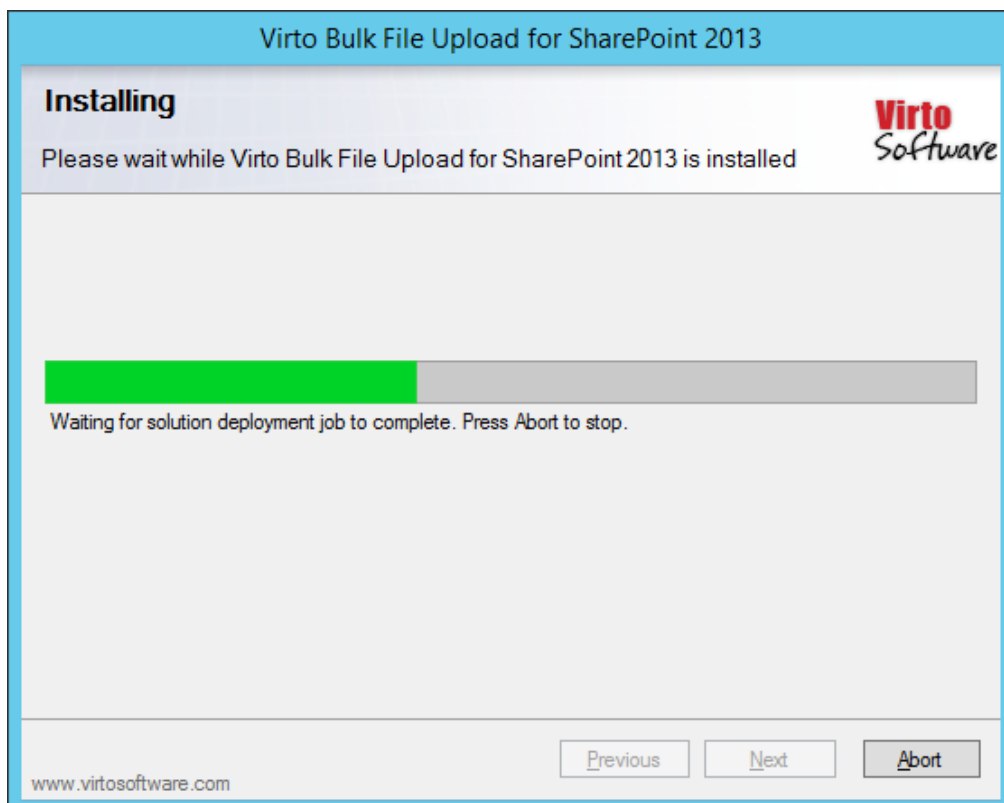 Virto Bulk File Upload for SharePoint 2013
Installing
Please wait while Virto Bulk File Upload for SharePoint 2013 is installed
Virto
Software
Waiting for solution deployment job to complete. Press Abort to stop.
Previous Next Abort
www.virtosoftware.com